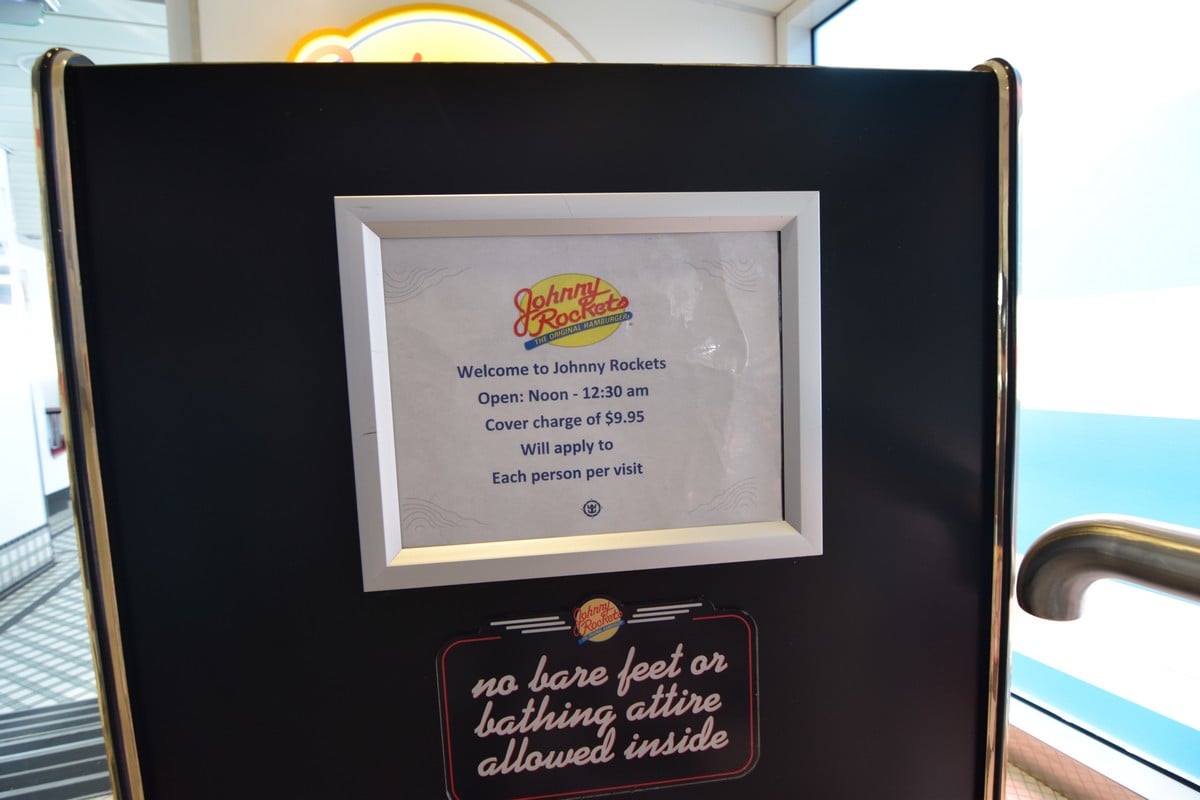 Johnny
Rockets
THE ORIGINAL HAMBURGER
Welcome to Johnny Rockets
Open: Noon - 12:30 am
Cover charge of $9.95
Will apply to
Each person per visit
Johnny
Rockets
no bare feet or
bathing attire
allowed inside